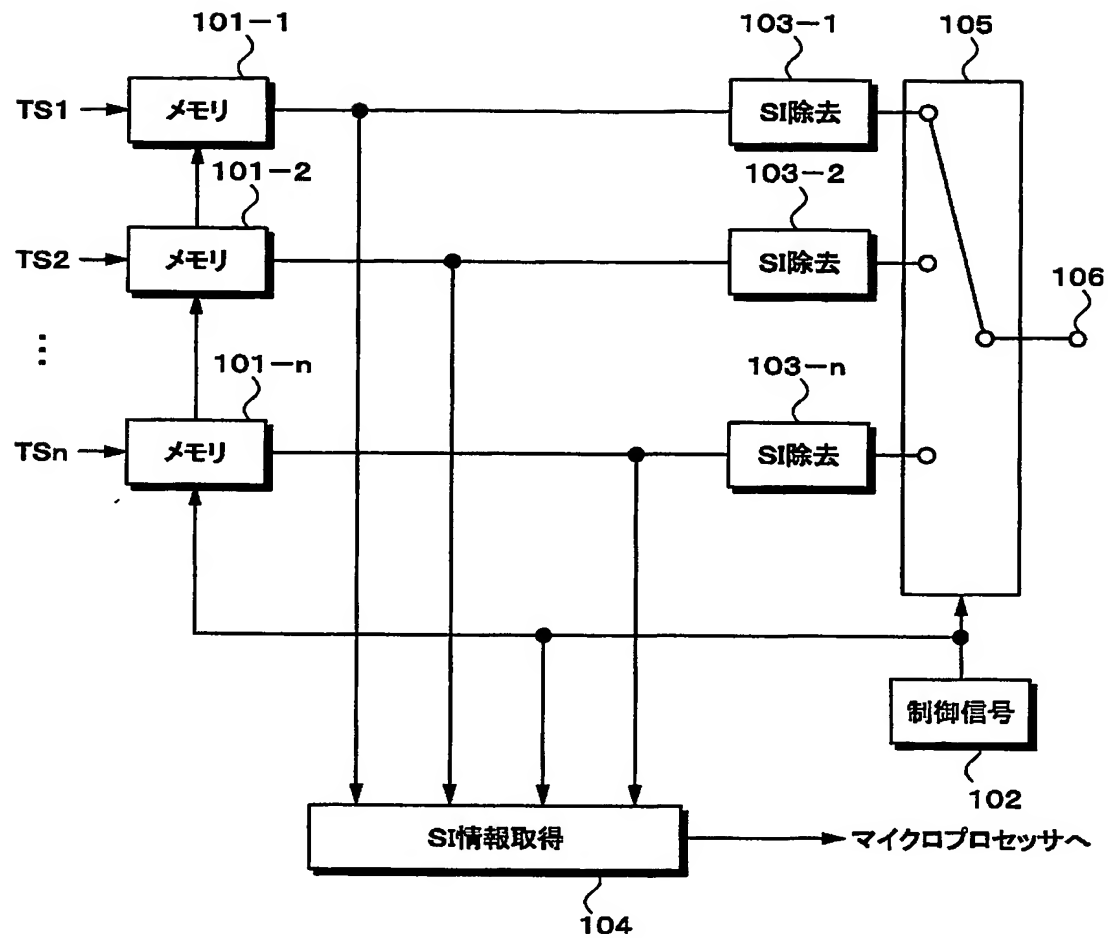 101-1
103-1
105
TS1
メモリ
SI除去
101-2
103-2
TS2
メモリ
SI除去
106
⋮
101-n
103-n
TSn
メモリ
SI除去
制御信号
102
SI情報取得
マイクロプロセッサへ
104